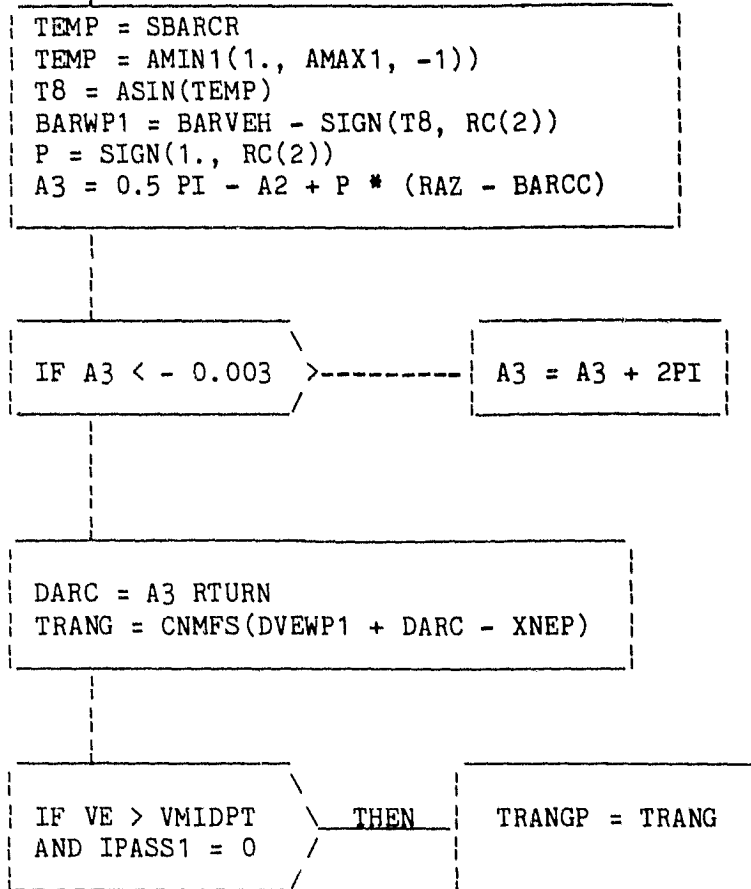 TEMP = SBARCR
TEMP = AMIN1(1., AMAX1, -1))
T8 = ASIN(TEMP)
BARWP1 = BARVEH - SIGN(T8, RC(2))
P = SIGN(1., RC(2))
A3 = 0.5 PI - A2 + P * (RAZ - BARCC)
IF A3 < - 0.003
A3 = A3 + 2PI
DARC = A3 RTURN
TRANG = CNMFS(DVEWP1 + DARC - XNEP)
IF VE > VMIDPT
AND IPASS1 = 0
THEN
TRANGP = TRANG